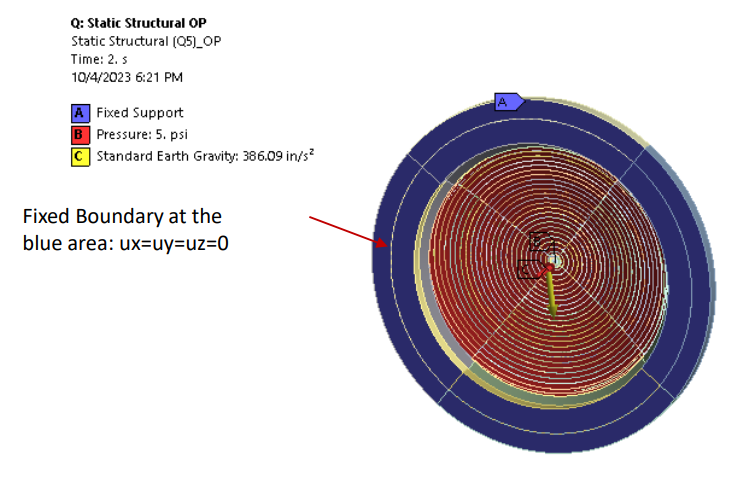 Q: Static Structural OP
Static Structural (Q5)_OP
Time: 2. s
10/4/2023 6:21 PM
A Fixed Support
B Pressure: 5. psi
C Standard Earth Gravity: 386.09 in/s²
A
Fixed Boundary at the
blue area: ux=uy=uz=0